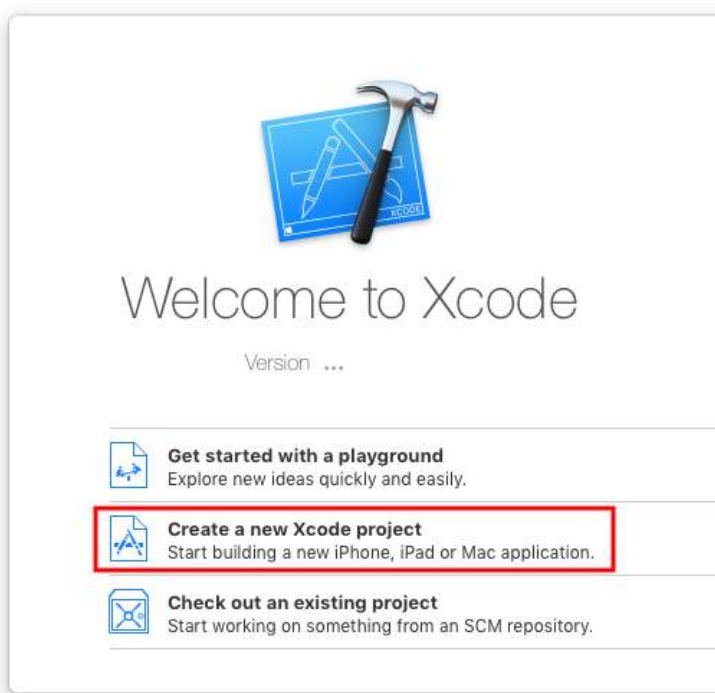 XCODE
Welcome to Xcode
Version ...
Get started with a playground
Explore new ideas quickly and easily.
Create a new Xcode project
Start building a new iPhone, iPad or Mac application.
Check out an existing project
Start working on something from an SCM repository.